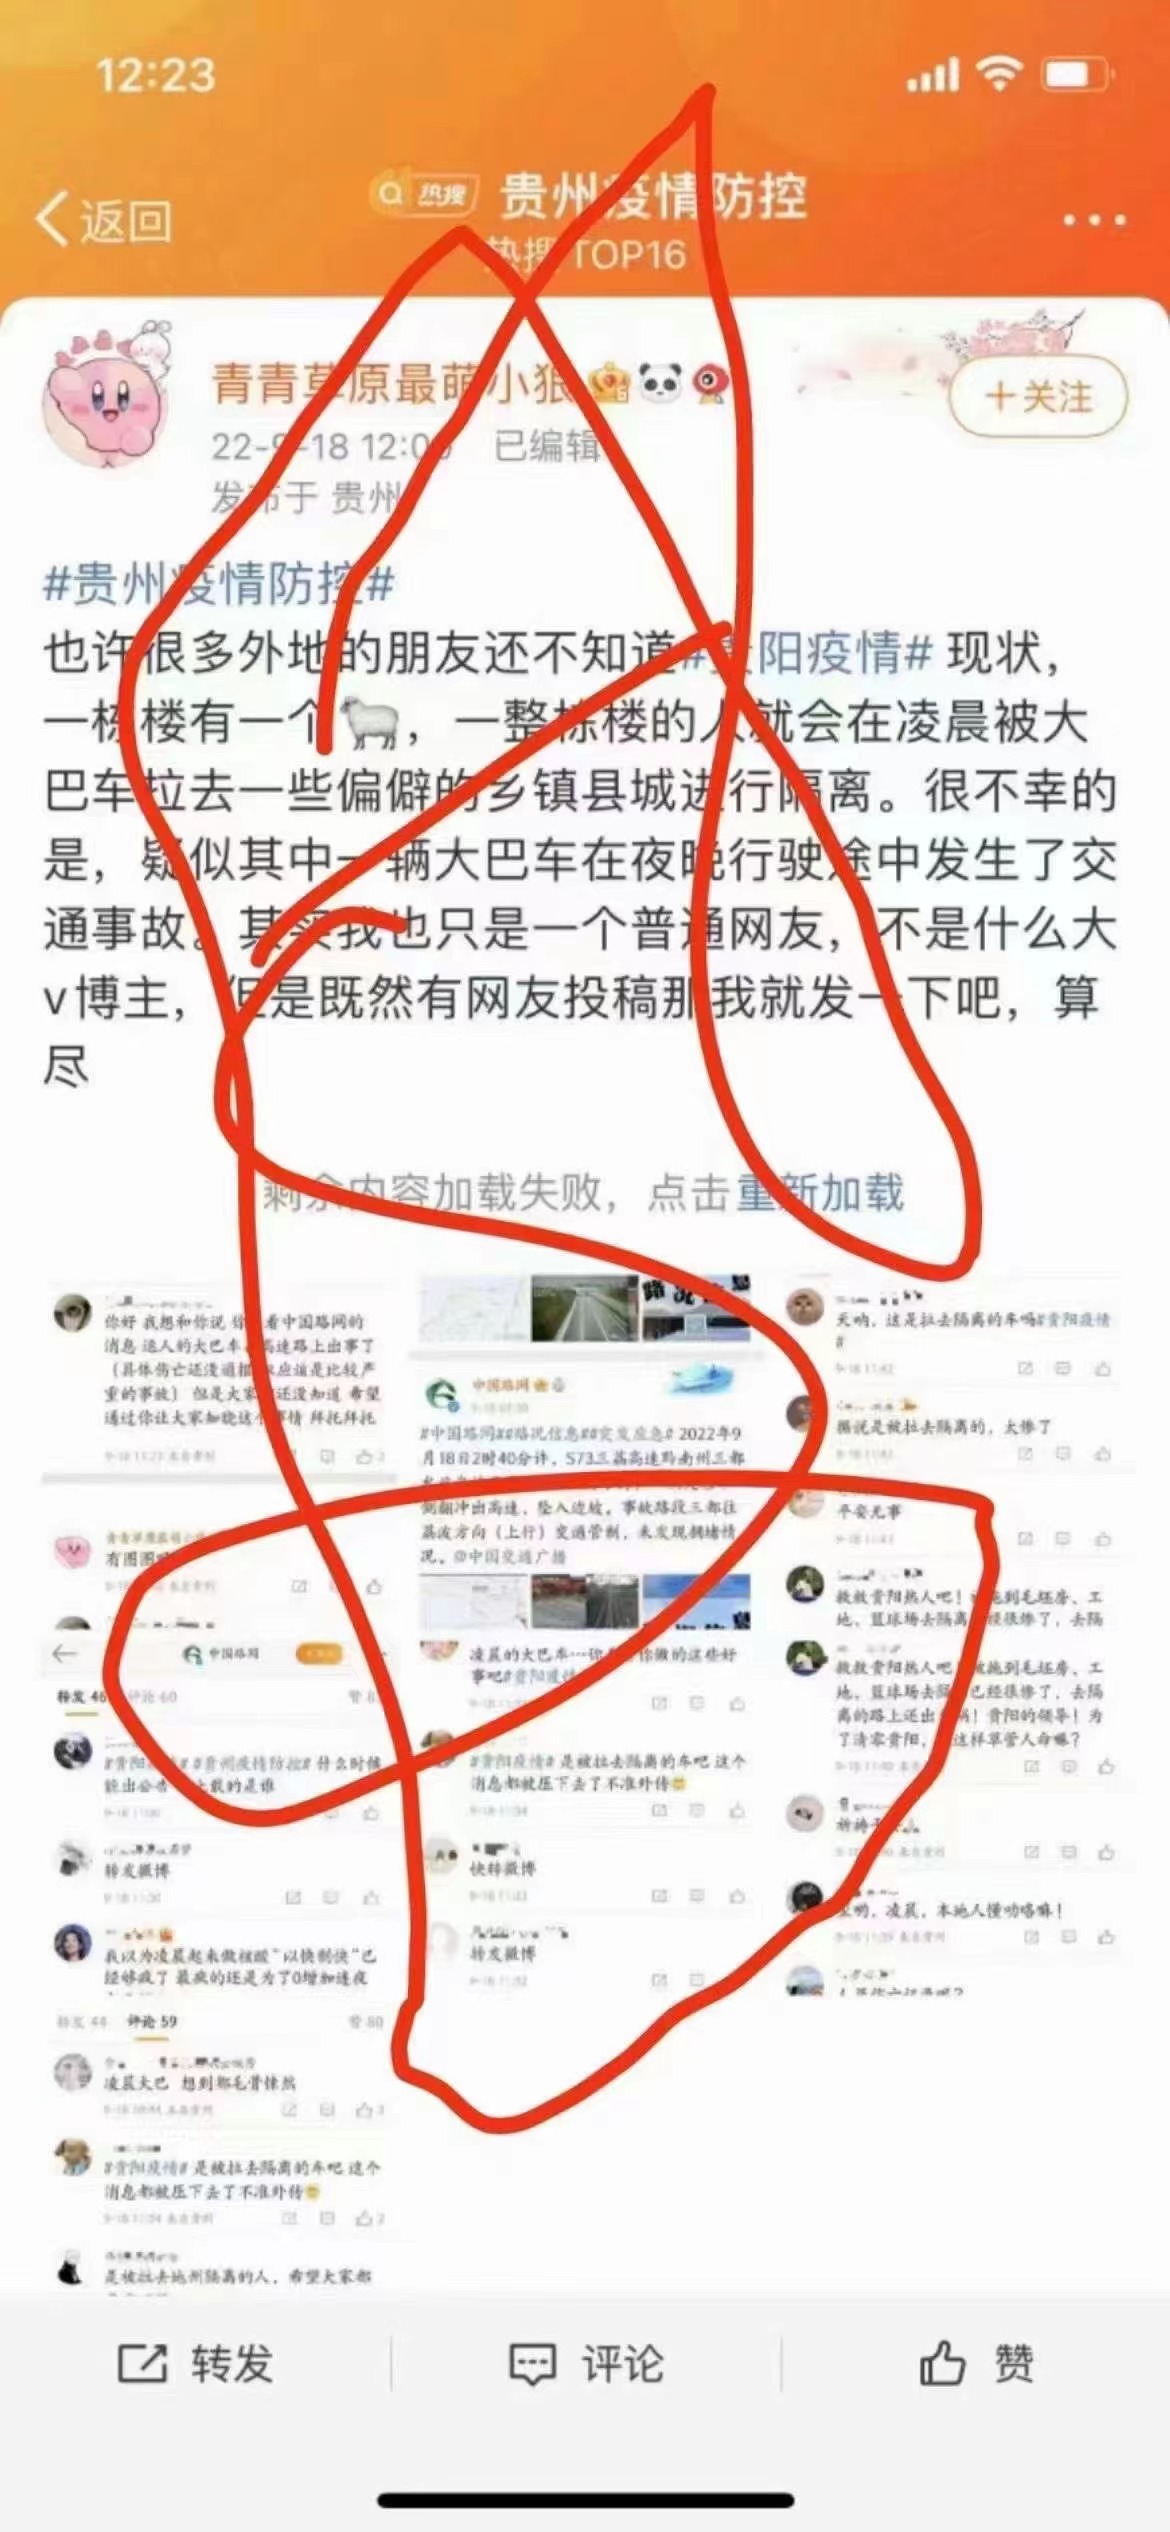 12:23
返回
热搜 贵州疫情防控
热搜 TOP16
青青草原最萌小狼
22-9-18 12:0 已编辑
+关注
发布于 贵州
#贵州疫情防控#
也许很多外地的朋友还不知道#贵阳疫情# 现状，
一栋楼有一个🐑，一整栋楼的人就会在凌晨被大
巴车拉去一些偏僻的乡镇县城进行隔离。很不幸的
是，疑似其中一辆大巴车在夜晚行驶途中发生了交
通事故。其实我也只是一个普通网友，不是什么大
v博主，但是既然有网友投稿那我就发一下吧，算
尽
剩余内容加载失败，点击重新加载
你好 我想和你说 你 看中国路网的
消息 运人的大巴车 高速路上出事了
（具体伤亡还没通报 应该是比较严
重的事故） 但是大家 还没知道 希望
通过你让大家知晓这个事情 拜托拜托
有图图
中国路网
转发 46 评论 60
#贵阳 #贵州疫情防控# 什么时候
能出公告 的是谁
转发微博
我以为凌晨起来做核酸“以快制快”已
经够疯了 最疯的还是为了0增加连夜
中国路网
#中国路网##路况信息##突发应急# 2022年9
月18日2时40分许，S73三荔高速黔南州三都
侧翻冲出高速，坠入边坡。事故路段三都往
荔波方向（上行）交通管制，未发现拥堵情
况。@中国交通广播
凌晨的大巴车…你 你做的这些好
事吧#贵阳疫情
#贵阳疫情# 是被拉去隔离的车吧 这个
消息都被压下去了不准外传
快转微博
转发微博
天呐，这是拉去隔离的车吗#贵阳疫情
#
据说是被拉去隔离的，太惨了
平安无事
救救贵阳热人吧！ 拖到毛坯房、工
地、篮球场去隔离 经很惨了，去隔
救救贵阳热人吧！被拖到毛坯房、工
地、篮球场去隔 已经很惨了，去隔
离的路上还出 祸！贵阳的领导！为
了清零贵阳， 这样草管人命嘛？
祈祷
哟，凌晨，本地人懂叻咯嘛！
转发 44 评论 59 赞 80
凌晨大巴 想到都毛骨悚然
#贵阳疫情# 是被拉去隔离的车吧 这个
消息都被压下去了不准外传
是被拉去地州隔离的人，希望大家都
转发
评论
赞